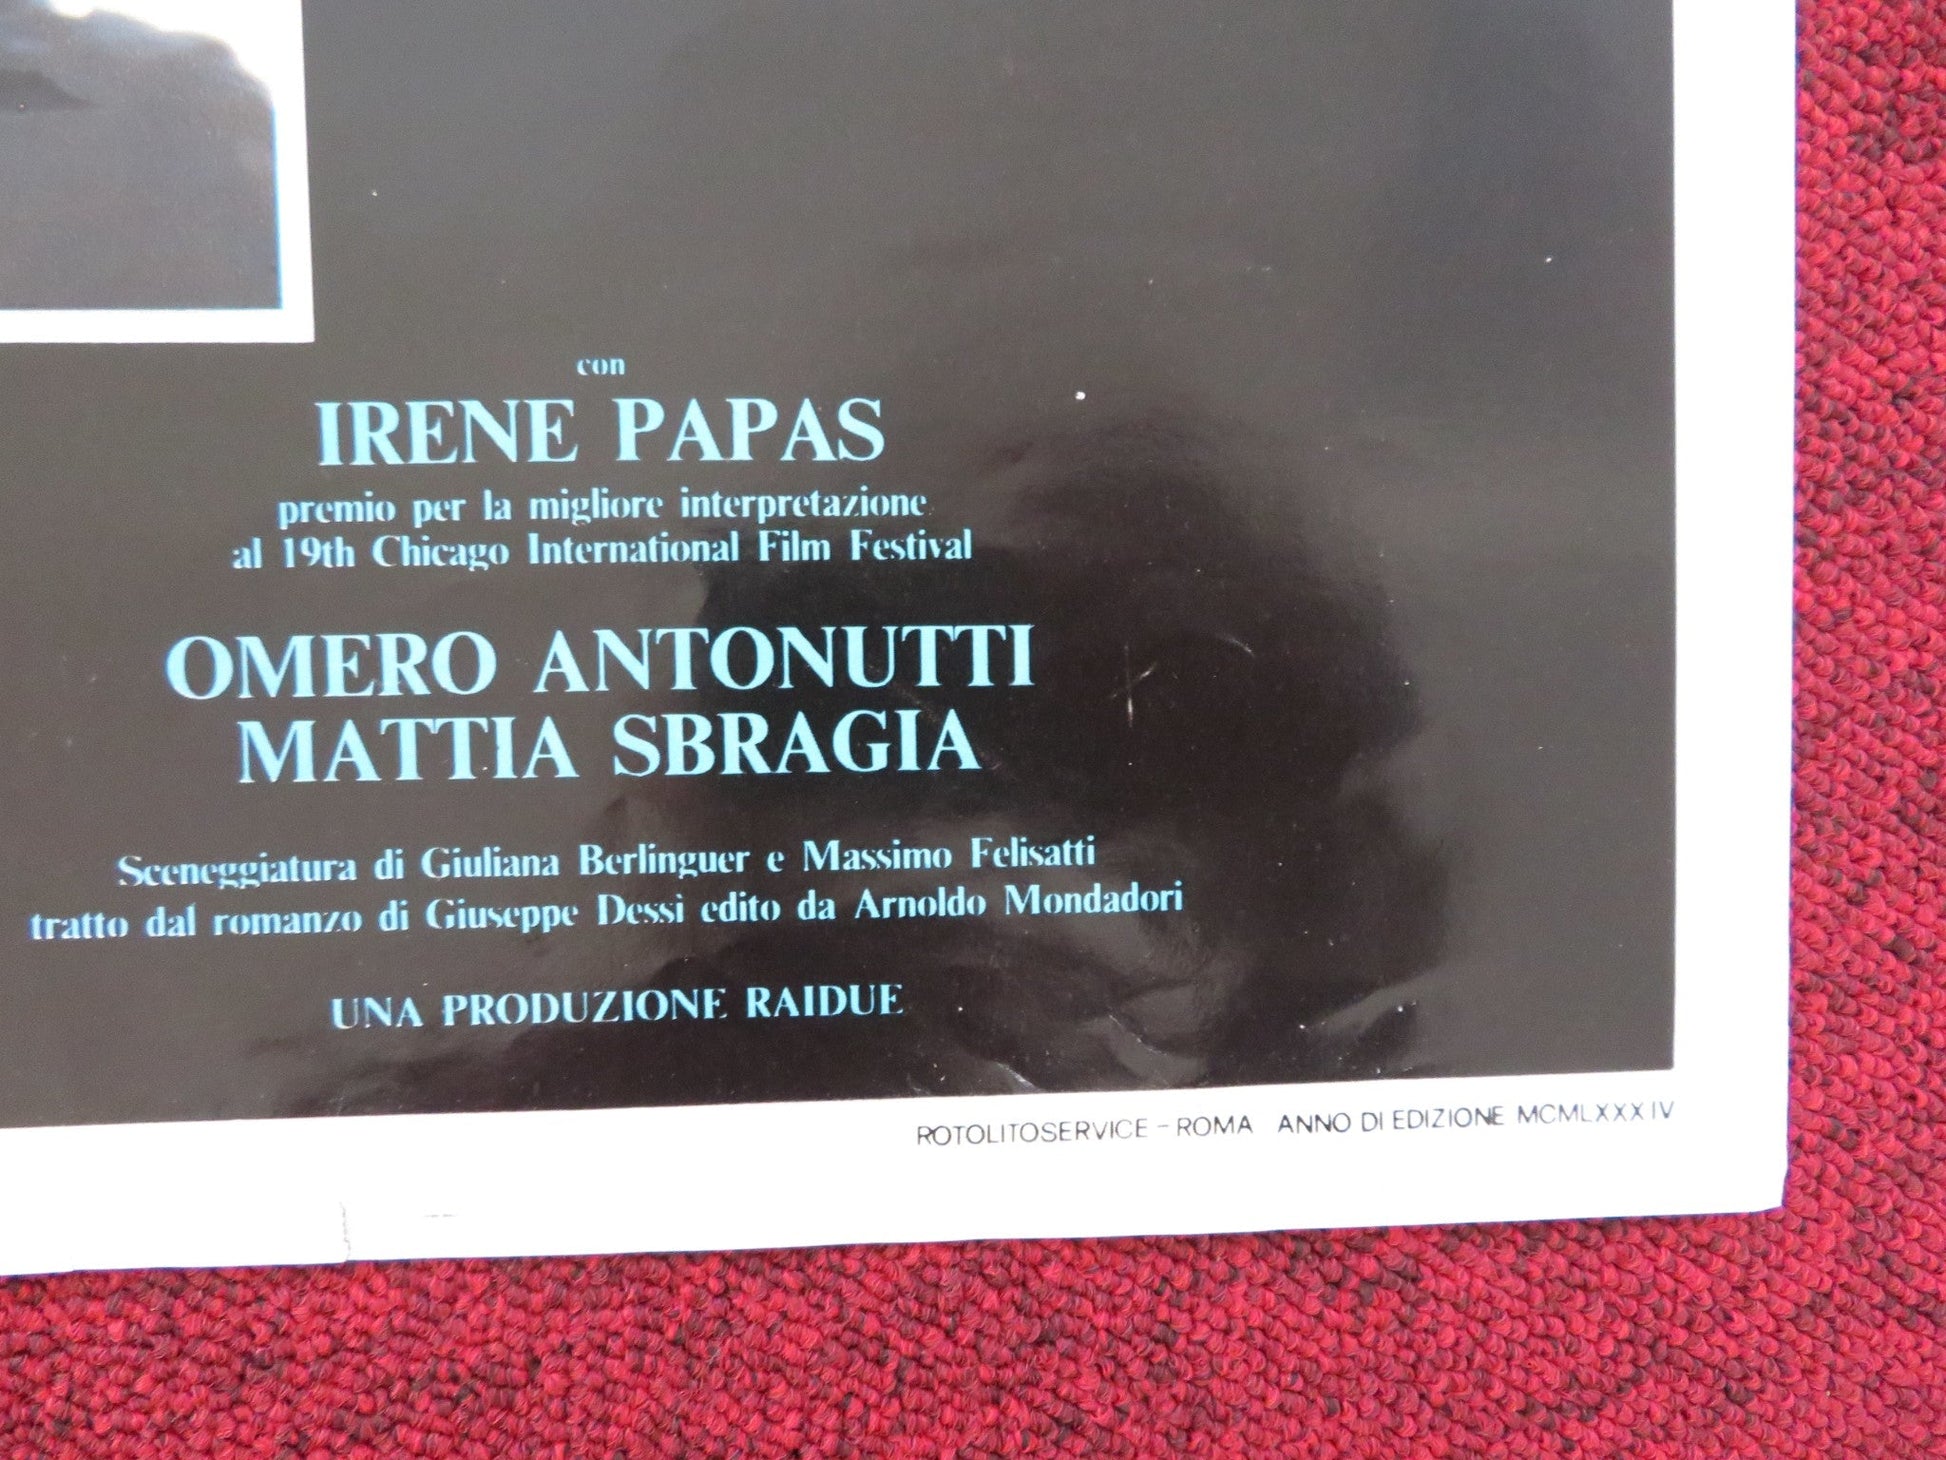 con
IRENE PAPAS
premio per la migliore interpretazione
al 19th Chicago International Film Festival
OMERO ANTONUTTI
MATTIA SBRAGIA
Sceneggiatura di Giuliana Berlinguer e Massimo Felisatti
tratto dal romanzo di Giuseppe Dessì edito da Arnoldo Mondadori
UNA PRODUZIONE RAIDUE
ROTOLITOSERVICE - ROMA ANNO DI EDIZIONE MCMLXXXIV